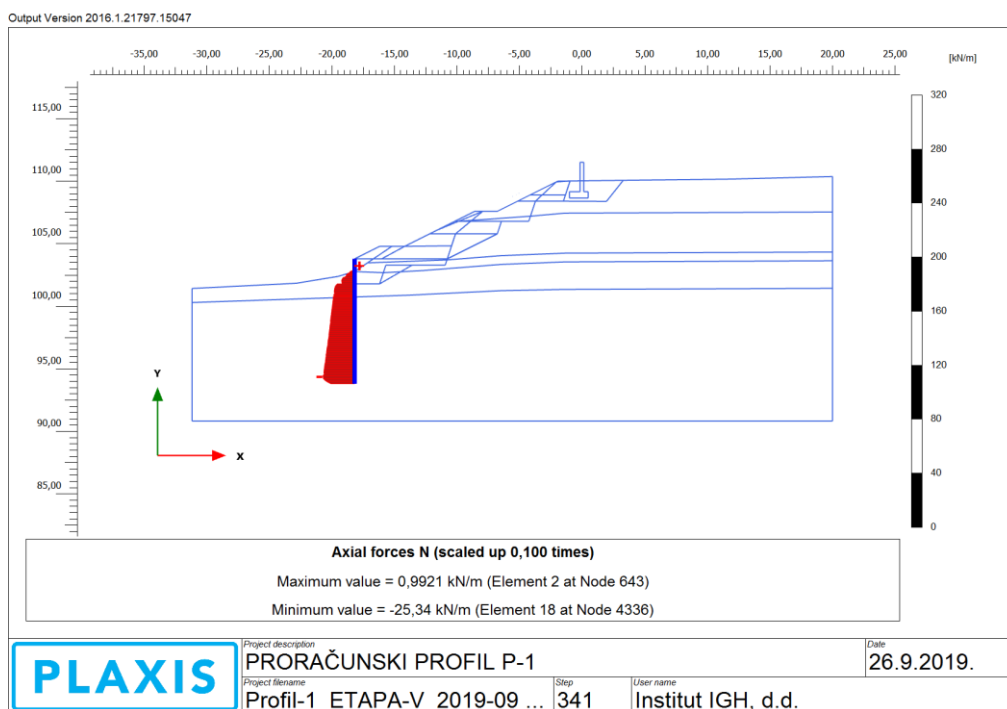 Output Version 2016.1.21797.15047
-35,00 -30,00 -25,00 -20,00 -15,00 -10,00 -5,00 0,00 5,00 10,00 15,00 20,00 25,00
[kN/m]
115,00
110,00
105,00
100,00
95,00
90,00
85,00
Y
X
320
280
240
200
160
120
80
40
0
Axial forces N (scaled up 0,100 times)
Maximum value = 0,9921 kN/m (Element 2 at Node 643)
Minimum value = -25,34 kN/m (Element 18 at Node 4336)
PLAXIS
Project description
PRORAČUNSKI PROFIL P-1
Date
26.9.2019.
Project filename
Profil-1_ETAPA-V_2019-09 ...
Step
341
User name
Institut IGH, d.d.